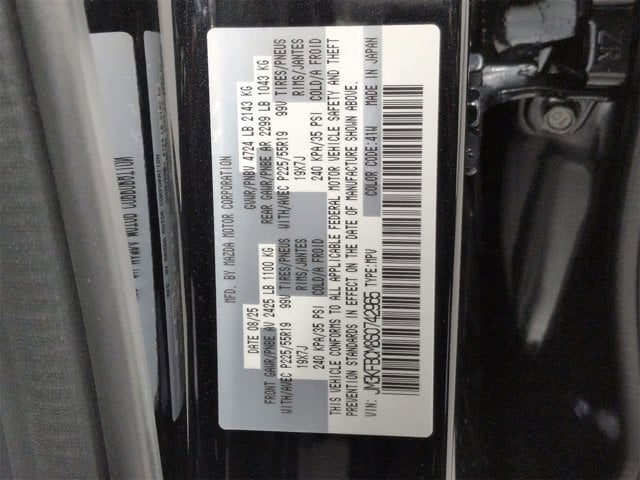 MFD. BY MAZDA MOTOR CORPORATION
DATE 08/25 GVWR/PNBV 4724 LB 2143 KG
FRONT GAWR/PNBE AV 2425 LB 1100 KG REAR GAWR/PNBE AR 2299 LB 1043 KG
WITH/AVEC P225/55R19 99V TIRES/PNEUS WITH/AVEC P225/55R19 99V TIRES/PNEUS
19X7J RIMS/JANTES 19X7J RIMS/JANTES
240 KPA/35 PSI COLD/A FROID 240 KPA/35 PSI COLD/A FROID
THIS VEHICLE CONFORMS TO ALL APPLICABLE FEDERAL MOTOR VEHICLE SAFETY AND THEFT
PREVENTION STANDARDS IN EFFECT ON THE DATE OF MANUFACTURE SHOWN ABOVE.
VIN: JM3KFBCX6S0742965 TYPE:MPV COLOR CODE:41W MADE IN JAPAN